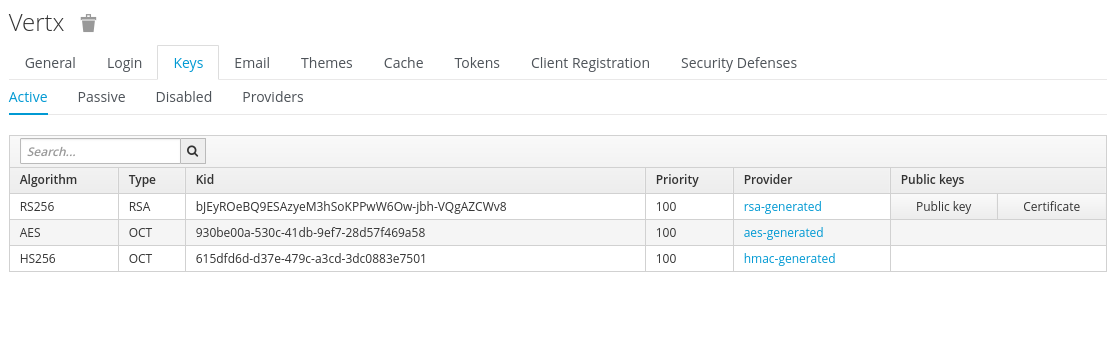 Vertx
General Login Keys Email Themes Cache Tokens Client Registration Security Defenses
Active Passive Disabled Providers
Search...
Algorithm Type Kid Priority Provider Public keys
RS256 RSA bJEyROeBQ9ESAzyeM3hSoKPPwW6Ow-jbh-VQgAZCWv8 100 rsa-generated Public key Certificate
AES OCT 930be00a-530c-41db-9ef7-28d57f469a58 100 aes-generated
HS256 OCT 615dfd6d-d37e-479c-a3cd-3dc0883e7501 100 hmac-generated